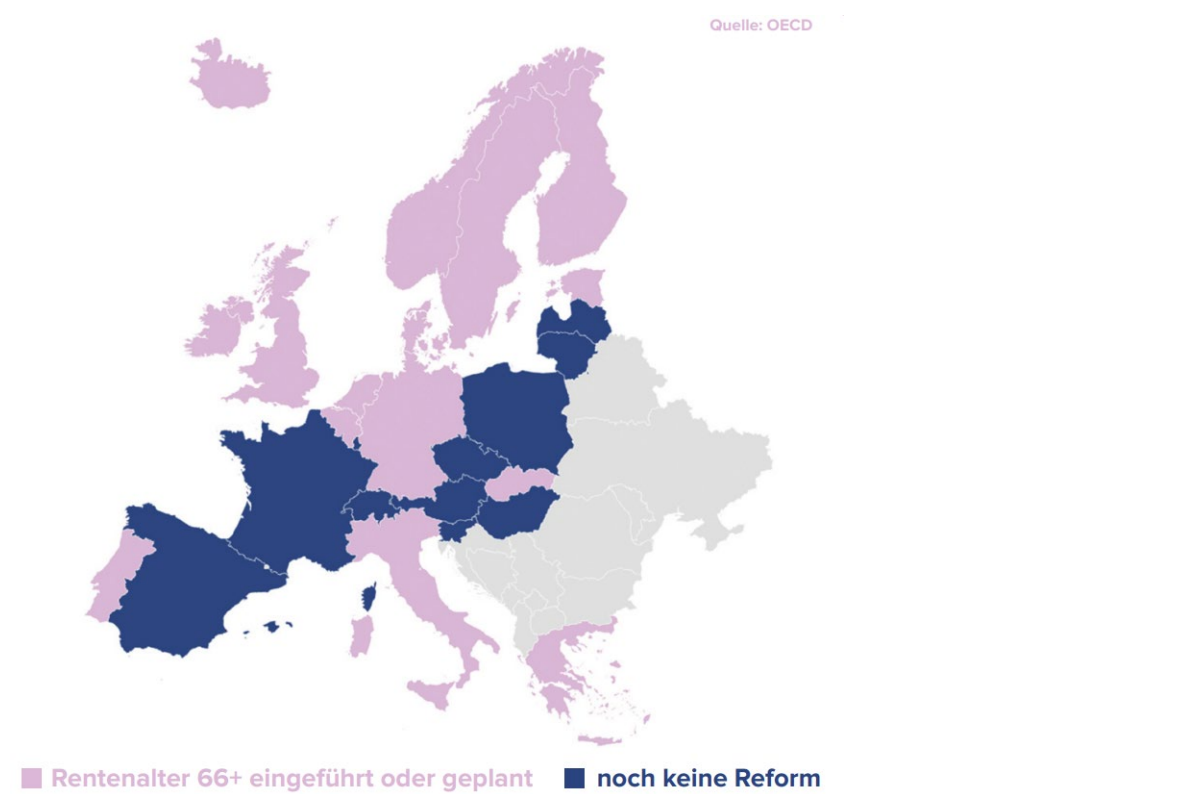 Quelle: OECD
Rentenalter 66+ eingeführt oder geplant
noch keine Reform